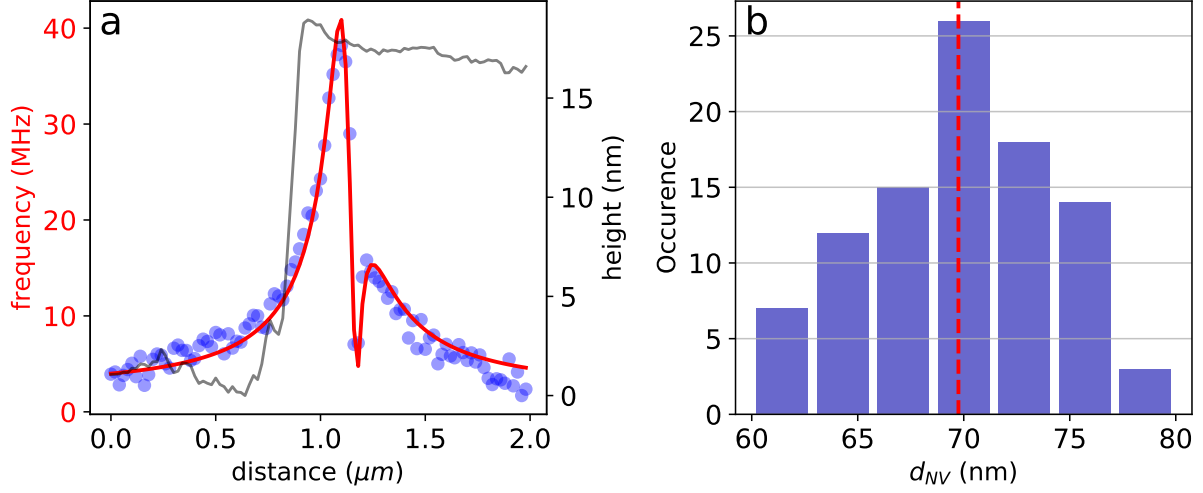 a
frequency (MHz)
40
30
20
10
0
15
10
5
0
height (nm)
0.0 0.5 1.0 1.5 2.0
distance (μm)
b
Occurence
25
20
15
10
5
0
60 65 70 75 80
d_NV (nm)